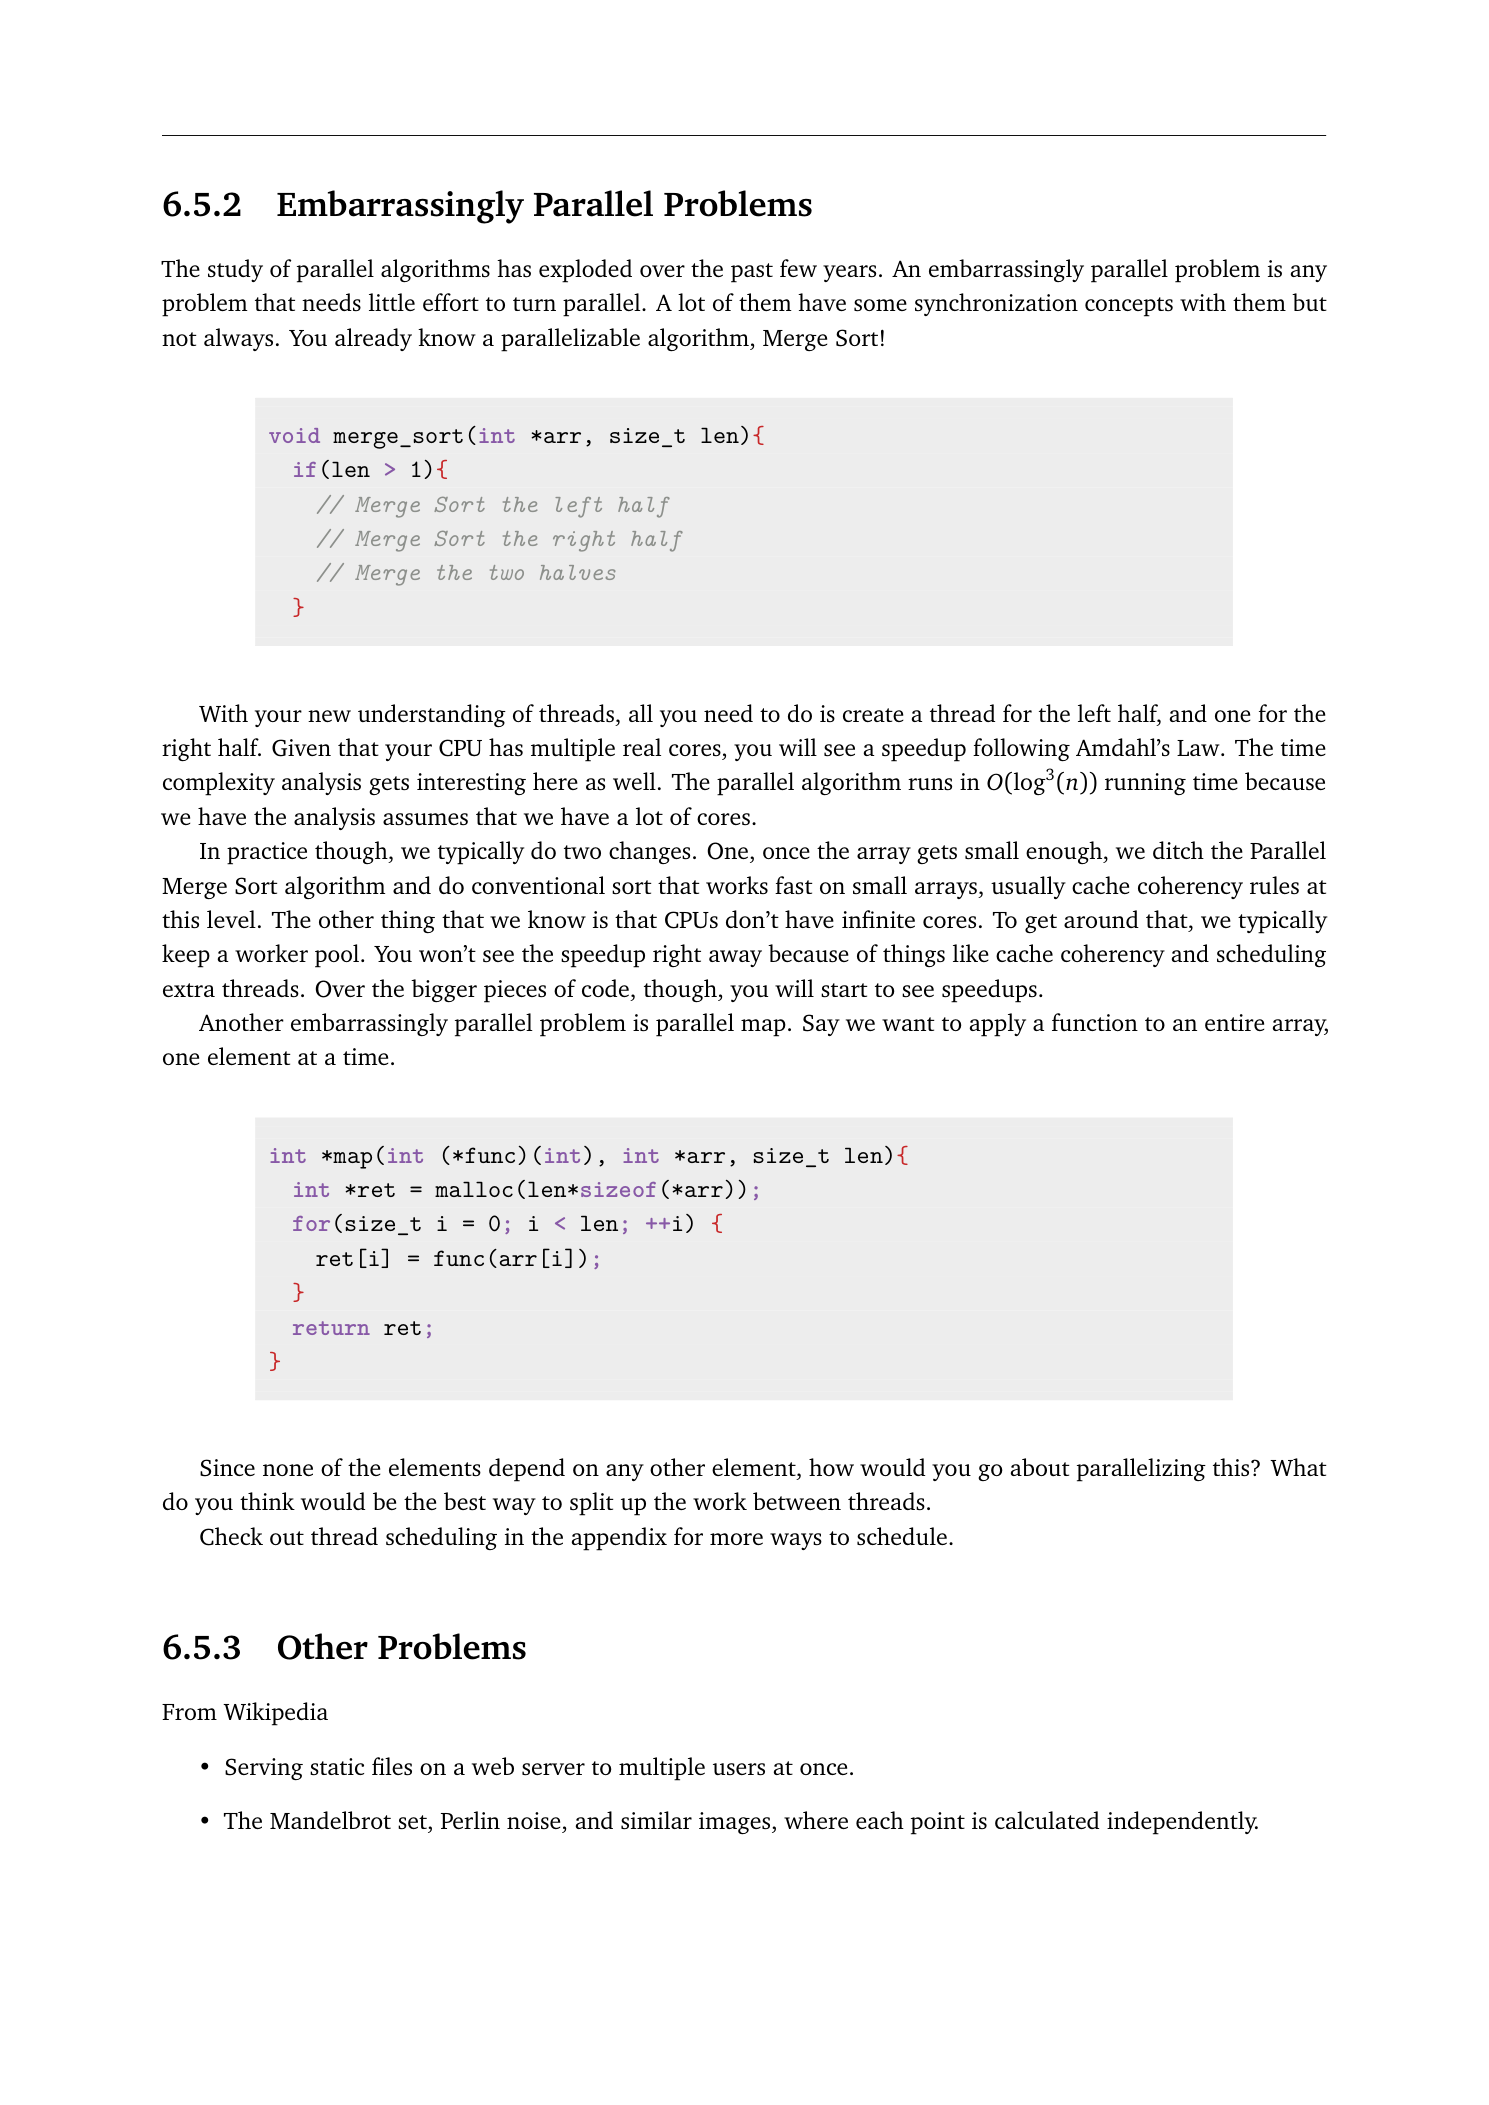 6.5.2 Embarrassingly Parallel Problems
The study of parallel algorithms has exploded over the past few years. An embarrassingly parallel problem is any
problem that needs little effort to turn parallel. A lot of them have some synchronization concepts with them but
not always. You already know a parallelizable algorithm, Merge Sort!
void merge_sort(int *arr, size_t len){
  if(len > 1){
    // Merge Sort the left half
    // Merge Sort the right half
    // Merge the two halves
  }
With your new understanding of threads, all you need to do is create a thread for the left half, and one for the
right half. Given that your CPU has multiple real cores, you will see a speedup following Amdahl’s Law. The time
complexity analysis gets interesting here as well. The parallel algorithm runs in O(log³(n)) running time because
we have the analysis assumes that we have a lot of cores.
In practice though, we typically do two changes. One, once the array gets small enough, we ditch the Parallel
Merge Sort algorithm and do conventional sort that works fast on small arrays, usually cache coherency rules at
this level. The other thing that we know is that CPUs don’t have infinite cores. To get around that, we typically
keep a worker pool. You won’t see the speedup right away because of things like cache coherency and scheduling
extra threads. Over the bigger pieces of code, though, you will start to see speedups.
Another embarrassingly parallel problem is parallel map. Say we want to apply a function to an entire array,
one element at a time.
int *map(int (*func)(int), int *arr, size_t len){
  int *ret = malloc(len*sizeof(*arr));
  for(size_t i = 0; i < len; ++i) {
    ret[i] = func(arr[i]);
  }
  return ret;
}
Since none of the elements depend on any other element, how would you go about parallelizing this? What
do you think would be the best way to split up the work between threads.
Check out thread scheduling in the appendix for more ways to schedule.
6.5.3 Other Problems
From Wikipedia
• Serving static files on a web server to multiple users at once.
• The Mandelbrot set, Perlin noise, and similar images, where each point is calculated independently.